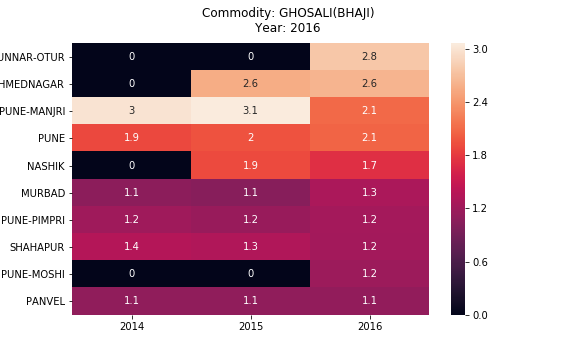 Commodity: GHOSALI(BHAJI)
Year: 2016
UNNAR-OTUR 0 0 2.8
HMEDNAGAR 0 2.6 2.6
PUNE-MANJRI 3 3.1 2.1
PUNE 1.9 2 2.1
NASHIK 0 1.9 1.7
MURBAD 1.1 1.1 1.3
PUNE-PIMPRI 1.2 1.2 1.2
SHAHAPUR 1.4 1.3 1.2
PUNE-MOSHI 0 0 1.2
PANVEL 1.1 1.1 1.1
2014 2015 2016
3.0
2.4
1.8
1.2
0.6
0.0